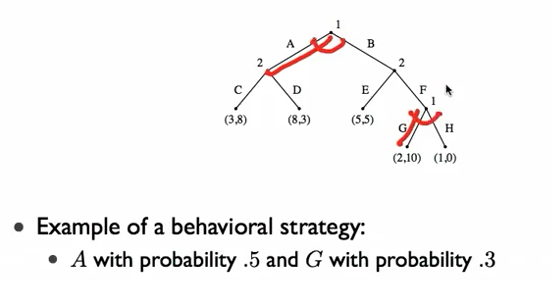 1
A
B
2
2
C
D
E
F
1
(3,8)
(8,3)
(5,5)
G
H
(2,10)
(1,0)
• Example of a behavioral strategy:
• A with probability .5 and G with probability .3